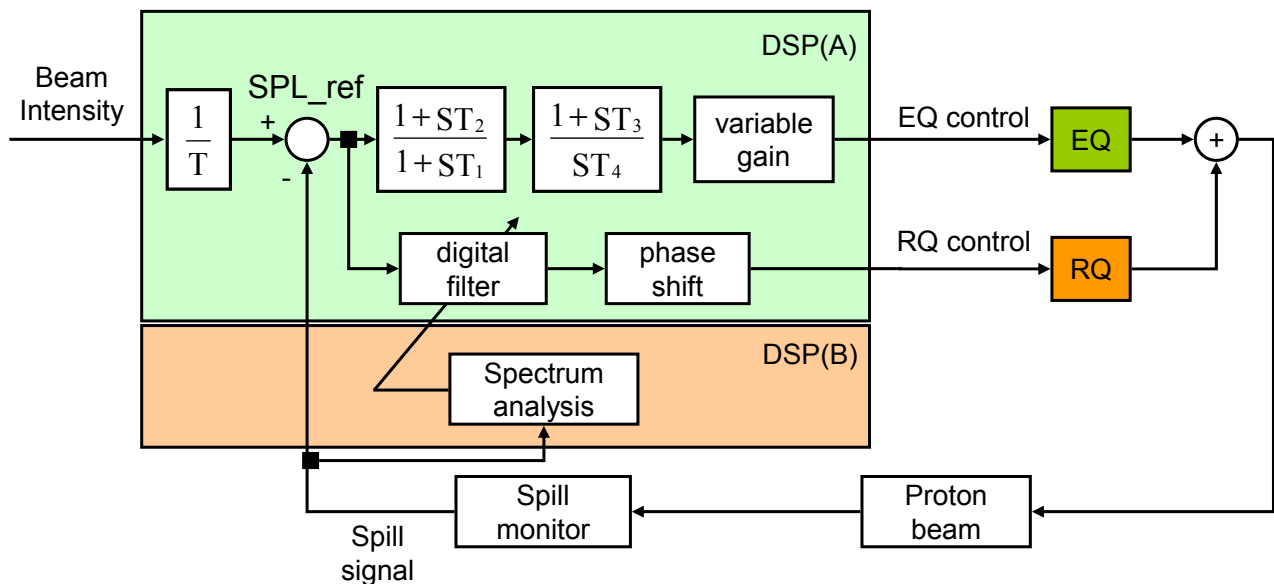 DSP(A)
Beam
Intensity
SPL_ref
+
-
1
T
1+ST₂
1+ST₁
1+ST₃
ST₄
variable
gain
EQ control
EQ
+
digital
filter
phase
shift
RQ control
RQ
DSP(B)
Spectrum
analysis
Spill
monitor
Proton
beam
Spill
signal